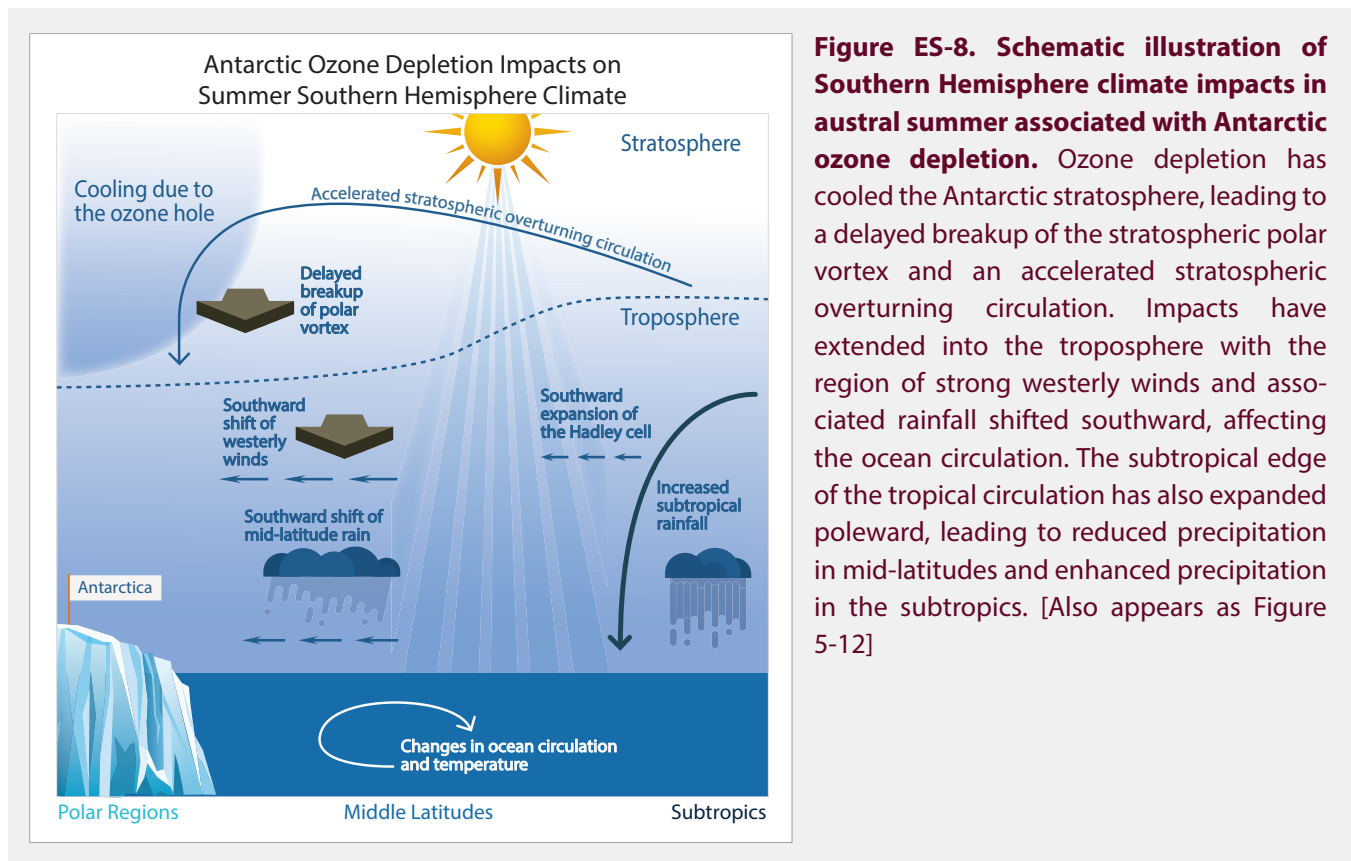 Antarctic Ozone Depletion Impacts on
Summer Southern Hemisphere Climate
Stratosphere
Cooling due to
the ozone hole
Accelerated stratospheric overturning circulation
Delayed
breakup
of polar
vortex
Troposphere
Southward
shift of
westerly
winds
Southward
expansion of
the Hadley cell
Increased
subtropical
rainfall
Southward shift of
mid-latitude rain
Antarctica
Changes in ocean circulation
and temperature
Polar Regions
Middle Latitudes
Subtropics
Figure ES-8. Schematic illustration of
Southern Hemisphere climate impacts in
austral summer associated with Antarctic
ozone depletion. Ozone depletion has
cooled the Antarctic stratosphere, leading to
a delayed breakup of the stratospheric polar
vortex and an accelerated stratospheric
overturning circulation. Impacts have
extended into the troposphere with the
region of strong westerly winds and asso-
ciated rainfall shifted southward, affecting
the ocean circulation. The subtropical edge
of the tropical circulation has also expanded
poleward, leading to reduced precipitation
in mid-latitudes and enhanced precipitation
in the subtropics. [Also appears as Figure
5-12]